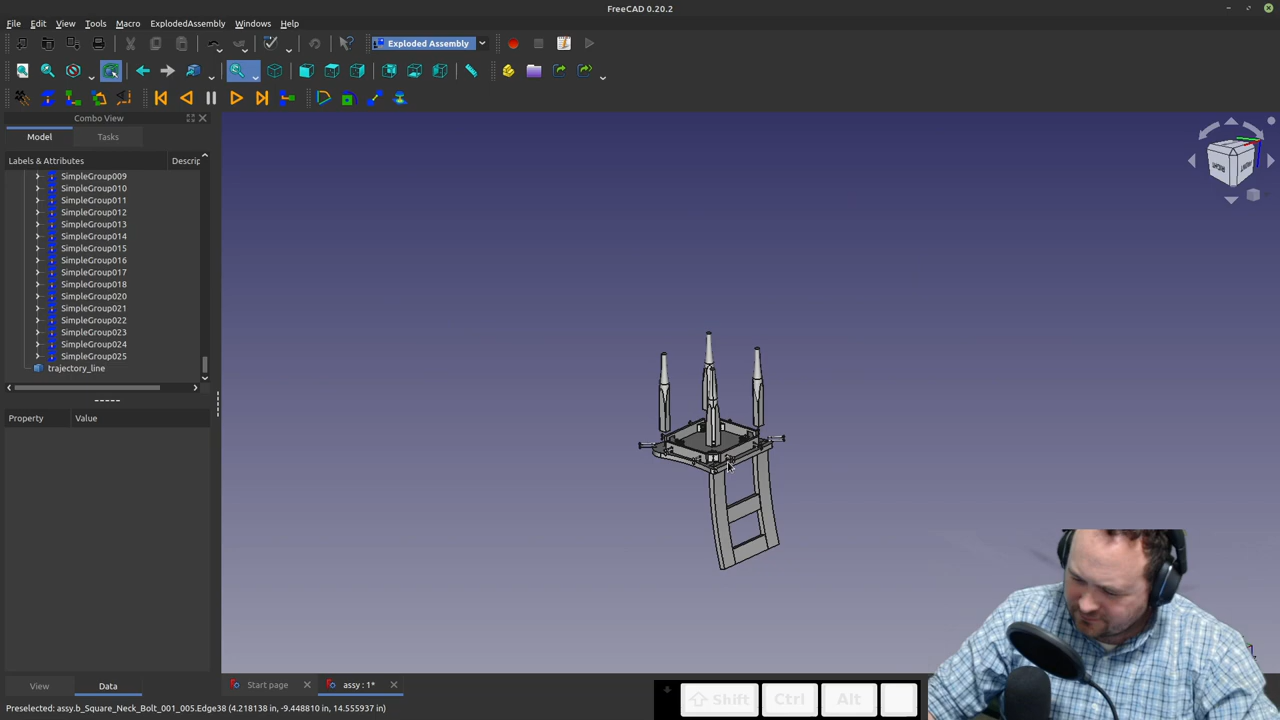 FreeCAD 0.20.2
File Edit View Tools Macro ExplodedAssembly Windows Help
Exploded Assembly
Combo View
Model Tasks
Labels & Attributes Descrip
SimpleGroup009
SimpleGroup010
SimpleGroup011
SimpleGroup012
SimpleGroup013
SimpleGroup014
SimpleGroup015
SimpleGroup016
SimpleGroup017
SimpleGroup018
SimpleGroup020
SimpleGroup021
SimpleGroup022
SimpleGroup023
SimpleGroup024
SimpleGroup025
trajectory_line
Property Value
View Data
Start page assy : 1*
Shift Ctrl Alt
Preselected: assy.b_Square_Neck_Bolt_001_005.Edge38 (4.218138 in, -9.448810 in, 14.555937 in)